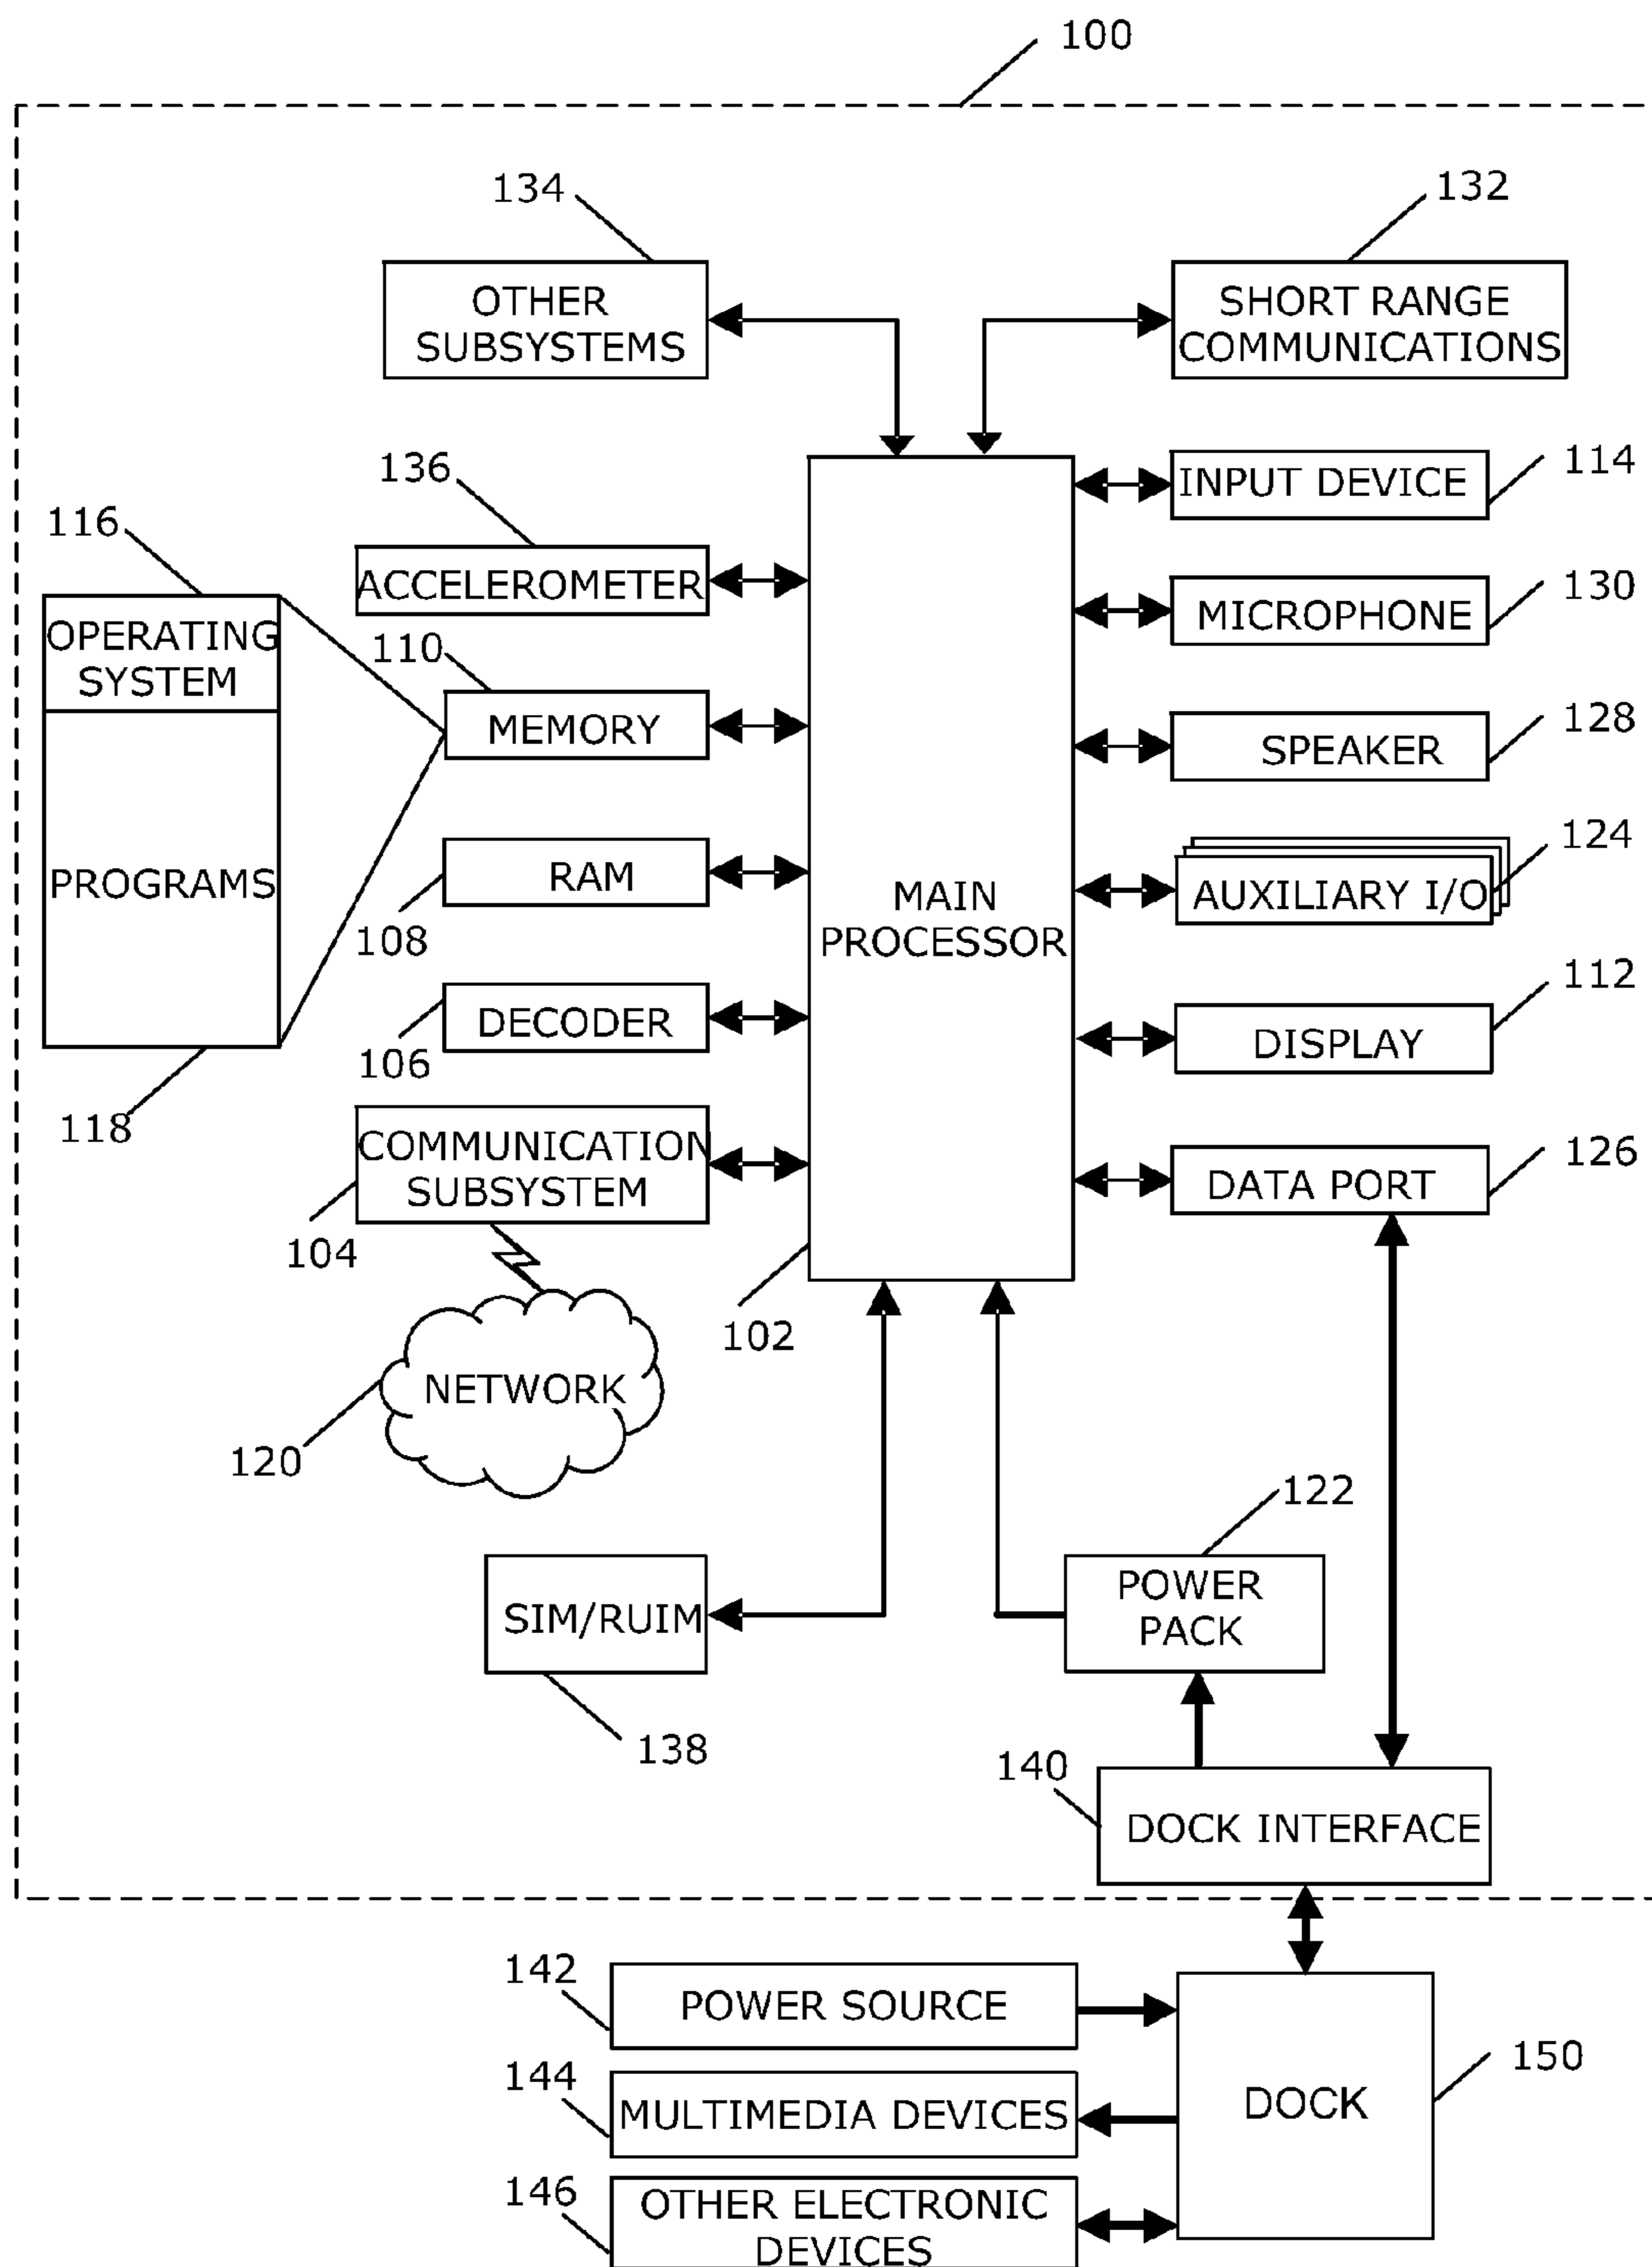 100
134
132
OTHER
SUBSYSTEMS
SHORT RANGE
COMMUNICATIONS
136
INPUT DEVICE
114
116
ACCELEROMETER
MICROPHONE
130
OPERATING
SYSTEM
110
MEMORY
SPEAKER
128
PROGRAMS
RAM
108
MAIN
PROCESSOR
AUXILIARY I/O
124
DECODER
106
DISPLAY
112
118
COMMUNICATION
SUBSYSTEM
104
DATA PORT
126
102
NETWORK
120
122
POWER
PACK
SIM/RUIM
138
140
DOCK INTERFACE
142
POWER SOURCE
144
MULTIMEDIA DEVICES
DOCK
150
146
OTHER ELECTRONIC
DEVICES